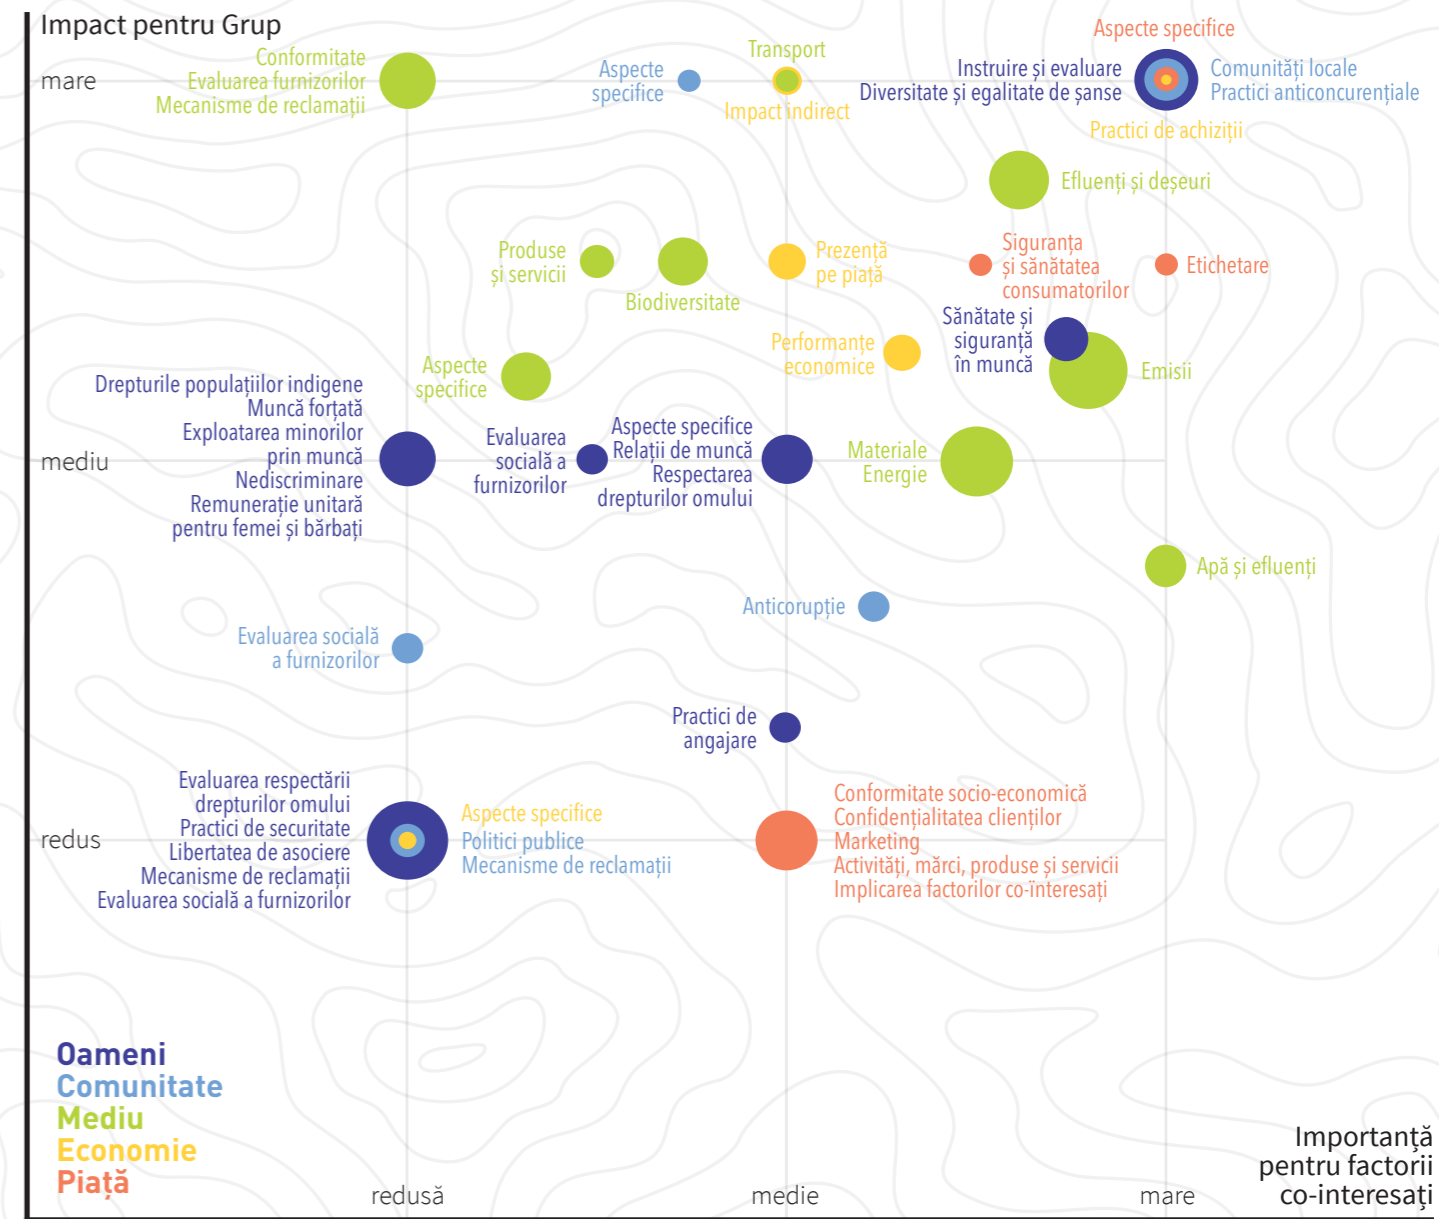 Impact pentru Grup
mare
Conformitate
Evaluarea furnizorilor
Mecanisme de reclamații
Aspecte
specifice
Transport
Impact indirect
Aspecte specifice
Instruire și evaluare
Diversitate și egalitate de șanse
Comunități locale
Practici anticoncurențiale
Practici de achiziții
Efluenți și deșeuri
Produse
și servicii
Biodiversitate
Prezență
pe piață
Siguranța
și sănătatea
consumatorilor
Etichetare
Sănătate și
siguranță
în muncă
Performanțe
economice
Emisii
Aspecte
specifice
mediu
Drepturile populațiilor indigene
Muncă forțată
Exploatarea minorilor
prin muncă
Nediscriminare
Remunerație unitară
pentru femei și bărbați
Evaluarea
socială a
furnizorilor
Aspecte specifice
Relații de muncă
Respectarea
drepturilor omului
Materiale
Energie
Apă și efluenți
Anticorupție
Evaluarea socială
a furnizorilor
Practici de
angajare
redus
Evaluarea respectării
drepturilor omului
Practici de securitate
Libertatea de asociere
Mecanisme de reclamații
Evaluarea socială a furnizorilor
Aspecte specifice
Politici publice
Mecanisme de reclamații
Conformitate socio-economică
Confidențialitatea clienților
Marketing
Activități, mărci, produse și servicii
Implicarea factorilor co-ïnteresați
Oameni
Comunitate
Mediu
Economie
Piață
redusă
medie
mare
Importanță
pentru factorii
co-interesați